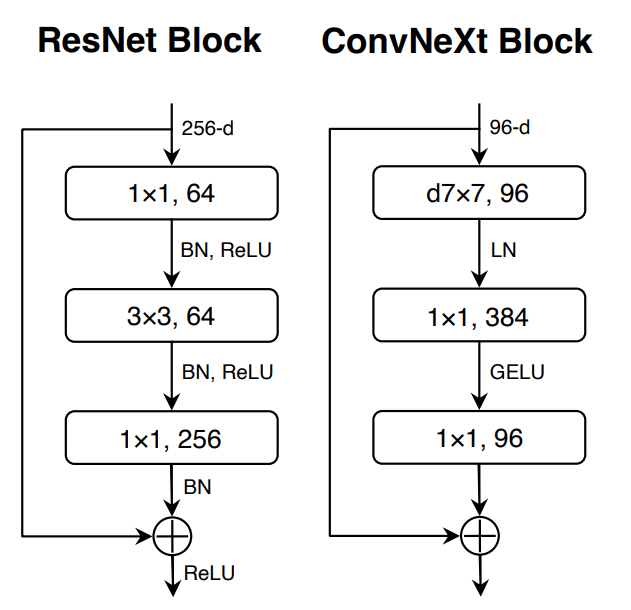 ResNet Block
256-d
1×1, 64
BN, ReLU
3×3, 64
BN, ReLU
1×1, 256
BN
ReLU
ConvNeXt Block
96-d
d7×7, 96
LN
1×1, 384
GELU
1×1, 96